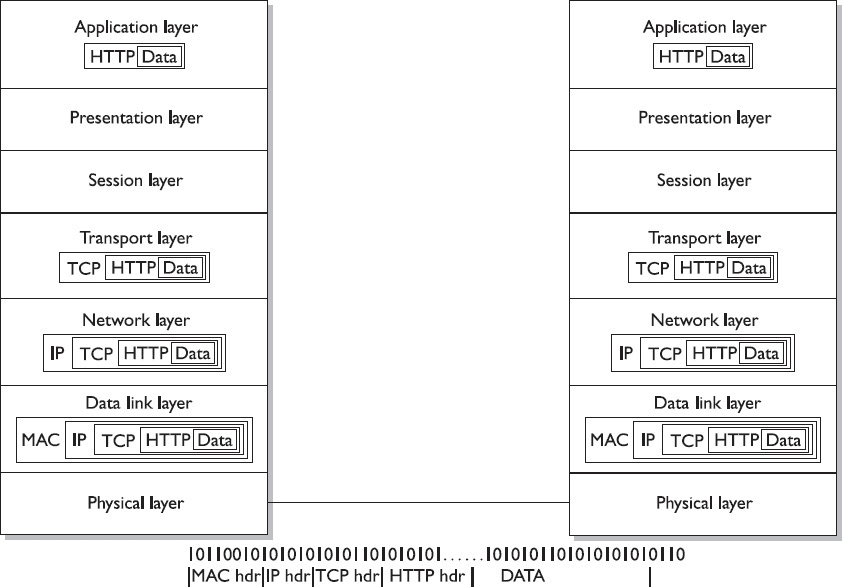 Application layer
HTTP Data
Presentation layer
Session layer
Transport layer
TCP HTTP Data
Network layer
IP TCP HTTP Data
Data link layer
MAC IP TCP HTTP Data
Physical layer
Application layer
HTTP Data
Presentation layer
Session layer
Transport layer
TCP HTTP Data
Network layer
IP TCP HTTP Data
Data link layer
MAC IP TCP HTTP Data
Physical layer
10110010101010101101010101......1010101101010101010110
MAC hdr IP hdr TCP hdr HTTP hdr DATA